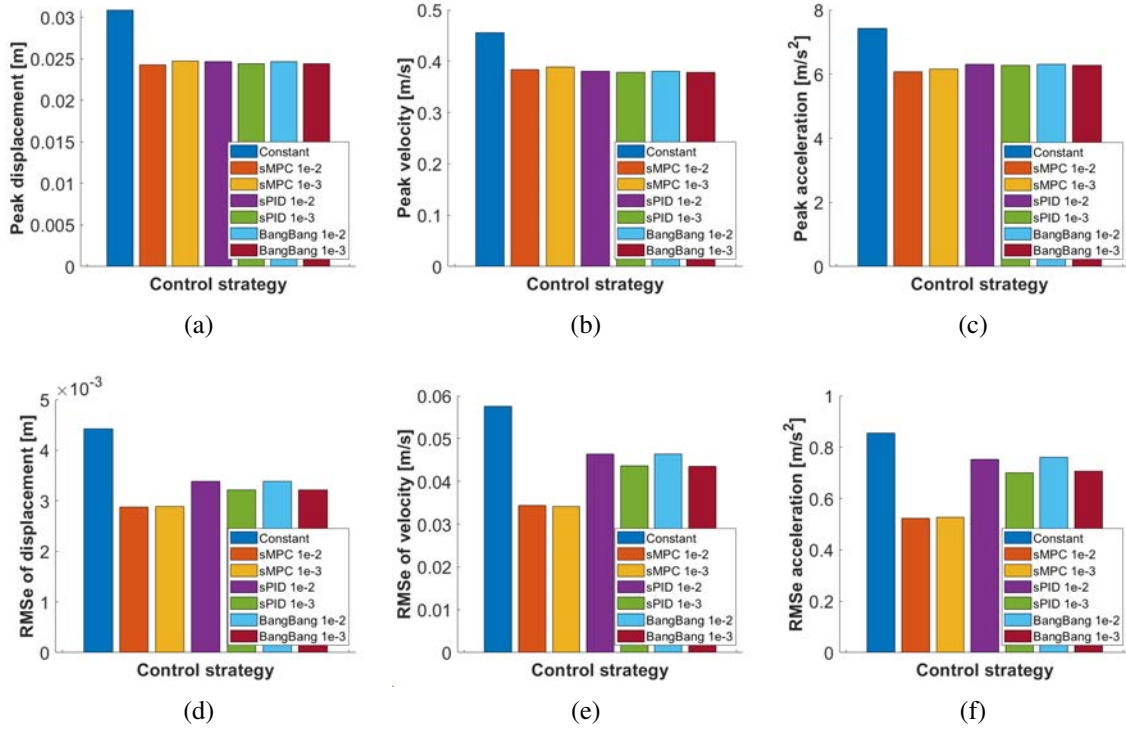 0.03
0.025
0.02
0.015
0.01
0.005
0
Peak displacement [m]
Constant
sMPC 1e-2
sMPC 1e-3
sPID 1e-2
sPID 1e-3
BangBang 1e-2
BangBang 1e-3
Control strategy
(a)
0.5
0.4
0.3
0.2
0.1
0
Peak velocity [m/s]
Constant
sMPC 1e-2
sMPC 1e-3
sPID 1e-2
sPID 1e-3
BangBang 1e-2
BangBang 1e-3
Control strategy
(b)
8
6
4
2
0
Peak acceleration [m/s²]
Constant
sMPC 1e-2
sMPC 1e-3
sPID 1e-2
sPID 1e-3
BangBang 1e-2
BangBang 1e-3
Control strategy
(c)
×10⁻³
5
4
3
2
1
0
RMSe of displacement [m]
Constant
sMPC 1e-2
sMPC 1e-3
sPID 1e-2
sPID 1e-3
BangBang 1e-2
BangBang 1e-3
Control strategy
(d)
0.06
0.05
0.04
0.03
0.02
0.01
0
RMSe of velocity [m/s]
Constant
sMPC 1e-2
sMPC 1e-3
sPID 1e-2
sPID 1e-3
BangBang 1e-2
BangBang 1e-3
Control strategy
(e)
1
0.8
0.6
0.4
0.2
0
RMSe acceleration [m/s²]
Constant
sMPC 1e-2
sMPC 1e-3
sPID 1e-2
sPID 1e-3
BangBang 1e-2
BangBang 1e-3
Control strategy
(f)